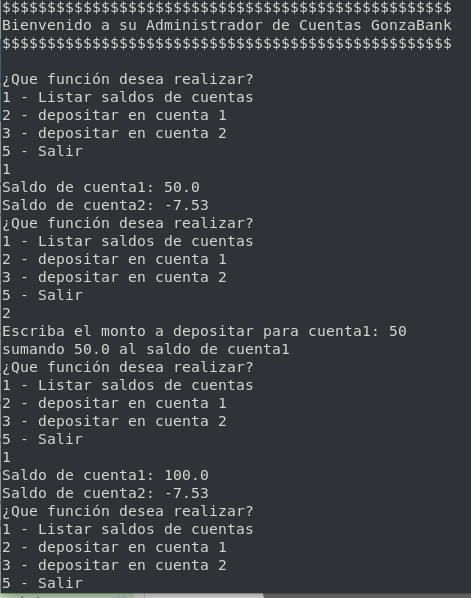 $$$$$$$$$$$$$$$$$$$$$$$$$$$$$$$$$$$$$$$$$$$$$$$$$$
Bienvenido a su Administrador de Cuentas GonzaBank
$$$$$$$$$$$$$$$$$$$$$$$$$$$$$$$$$$$$$$$$$$$$$$$$$$
¿Que función desea realizar?
1 - Listar saldos de cuentas
2 - depositar en cuenta 1
3 - depositar en cuenta 2
5 - Salir
1
Saldo de cuenta1: 50.0
Saldo de cuenta2: -7.53
¿Que función desea realizar?
1 - Listar saldos de cuentas
2 - depositar en cuenta 1
3 - depositar en cuenta 2
5 - Salir
2
Escriba el monto a depositar para cuenta1: 50
sumando 50.0 al saldo de cuenta1
¿Que función desea realizar?
1 - Listar saldos de cuentas
2 - depositar en cuenta 1
3 - depositar en cuenta 2
5 - Salir
1
Saldo de cuenta1: 100.0
Saldo de cuenta2: -7.53
¿Que función desea realizar?
1 - Listar saldos de cuentas
2 - depositar en cuenta 1
3 - depositar en cuenta 2
5 - Salir